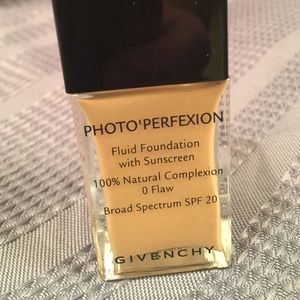 PHOTO'PERFEXION
Fluid Foundation
with Sunscreen
100% Natural Complexion
0 Flaw
Broad Spectrum SPF 20
GIVENCHY